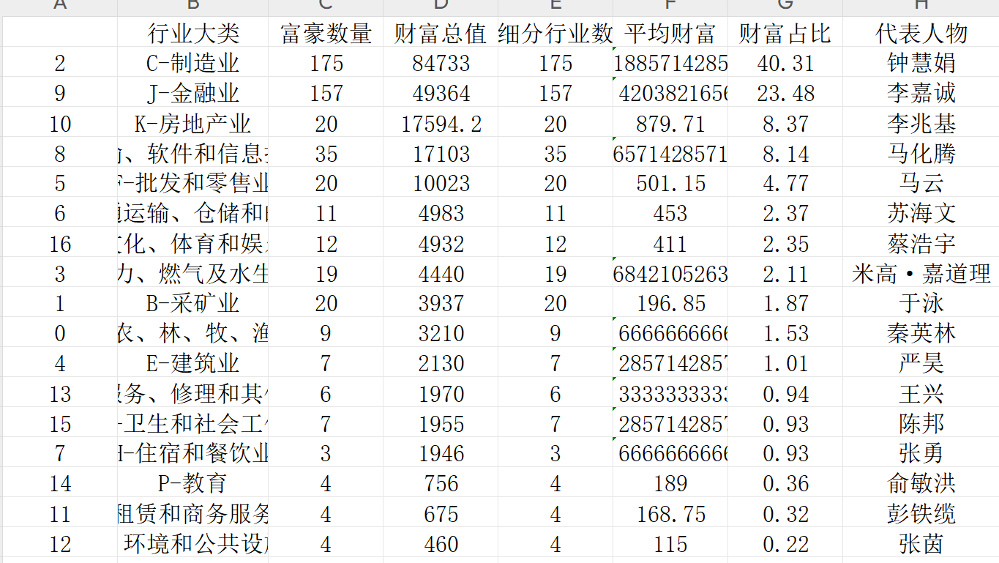 A B C D E F G H
行业大类 富豪数量 财富总值 细分行业数 平均财富 财富占比 代表人物
2 C-制造业 175 84733 175 1885714285 40.31 钟慧娟
9 J-金融业 157 49364 157 420382165 23.48 李嘉诚
10 K-房地产业 20 17594.2 20 879.71 8.37 李兆基
8 、软件和信息 35 17103 35 6571428571 8.14 马化腾
5 F-批发和零售业 20 10023 20 501.15 4.77 马云
6 运输、仓储和 11 4983 11 453 2.37 苏海文
16 化、体育和娱 12 4932 12 411 2.35 蔡浩宇
3 力、燃气及水生 19 4440 19 6842105263 2.11 米高·嘉道理
1 B-采矿业 20 3937 20 196.85 1.87 于泳
0 农、林、牧、渔 9 3210 9 666666666 1.53 秦英林
4 E-建筑业 7 2130 7 285714285 1.01 严昊
13 服务、修理和其 6 1970 6 333333333 0.94 王兴
15 -卫生和社会工 7 1955 7 285714285 0.93 陈邦
7 H-住宿和餐饮业 3 1946 3 666666666 0.93 张勇
14 P-教育 4 756 4 189 0.36 俞敏洪
11 租赁和商务服务 4 675 4 168.75 0.32 彭铁缆
12 环境和公共设 4 460 4 115 0.22 张茵